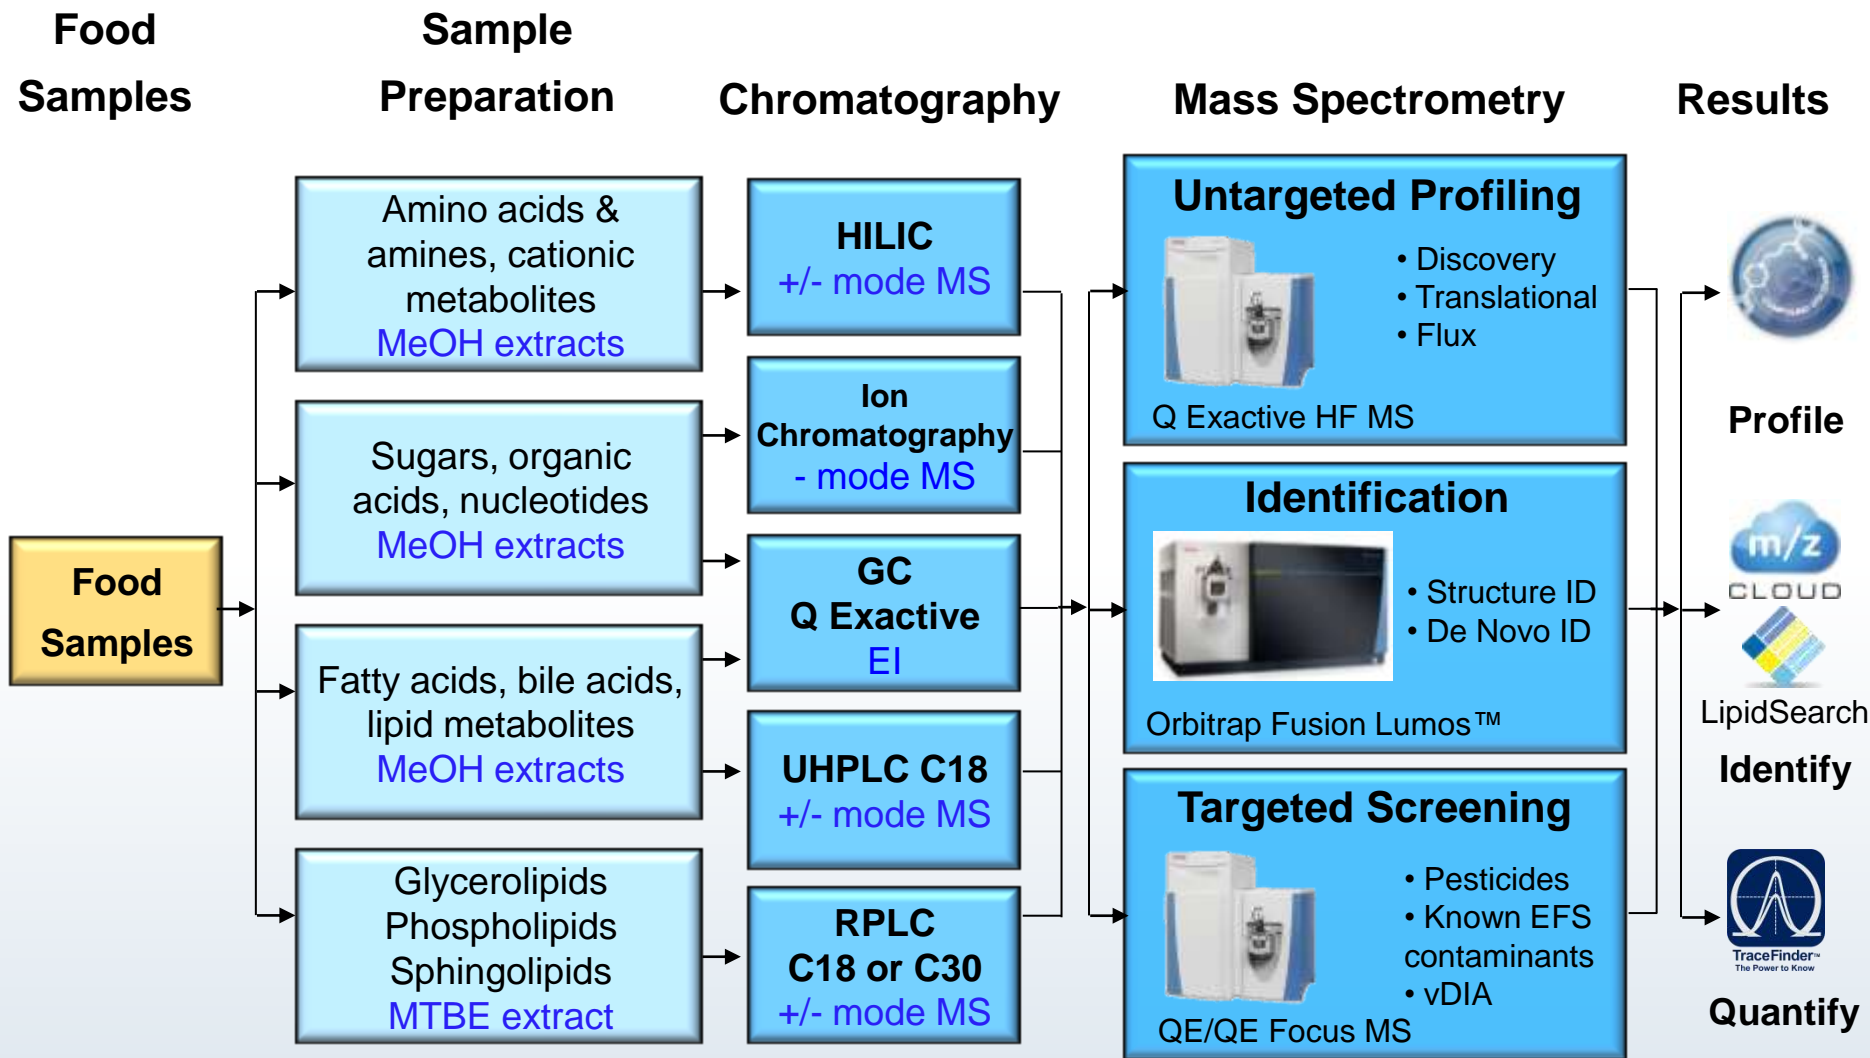 Food
Samples
Sample
Preparation
Chromatography
Mass Spectrometry
Results
Food
Samples
Amino acids &
amines, cationic
metabolites
MeOH extracts
Sugars, organic
acids, nucleotides
MeOH extracts
Fatty acids, bile acids,
lipid metabolites
MeOH extracts
Glycerolipids
Phospholipids
Sphingolipids
MTBE extract
HILIC
+/- mode MS
Ion
Chromatography
- mode MS
GC
Q Exactive
EI
UHPLC C18
+/- mode MS
RPLC
C18 or C30
+/- mode MS
Untargeted Profiling
• Discovery
• Translational
• Flux
Q Exactive HF MS
Identification
• Structure ID
• De Novo ID
Orbitrap Fusion Lumos™
Targeted Screening
• Pesticides
• Known EFS
contaminants
• vDIA
QE/QE Focus MS
Profile
m/z
CLOUD
LipidSearch
Identify
TraceFinder™
The Power to Know
Quantify